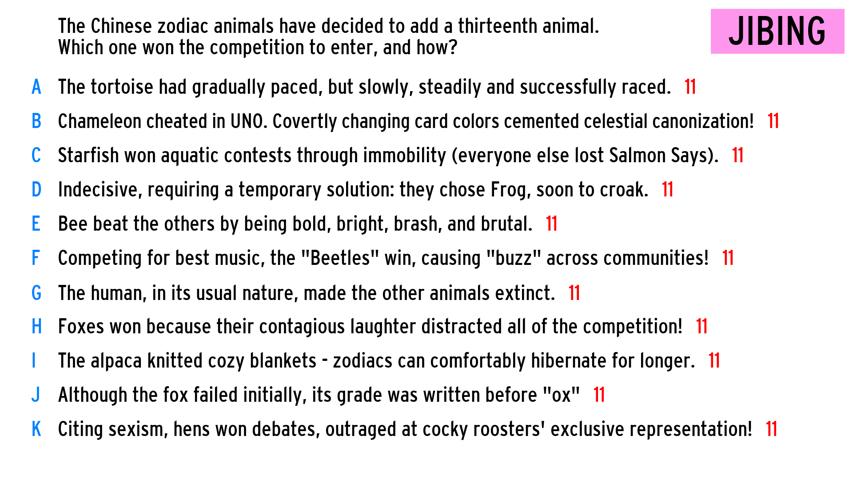 The Chinese zodiac animals have decided to add a thirteenth animal.
Which one won the competition to enter, and how?
JIBING
A The tortoise had gradually paced, but slowly, steadily and successfully raced. 11
B Chameleon cheated in UNO. Covertly changing card colors cemented celestial canonization! 11
C Starfish won aquatic contests through immobility (everyone else lost Salmon Says). 11
D Indecisive, requiring a temporary solution: they chose Frog, soon to croak. 11
E Bee beat the others by being bold, bright, brash, and brutal. 11
F Competing for best music, the "Beetles" win, causing "buzz" across communities! 11
G The human, in its usual nature, made the other animals extinct. 11
H Foxes won because their contagious laughter distracted all of the competition! 11
I The alpaca knitted cozy blankets - zodiacs can comfortably hibernate for longer. 11
J Although the fox failed initially, its grade was written before "ox" 11
K Citing sexism, hens won debates, outraged at cocky roosters' exclusive representation! 11